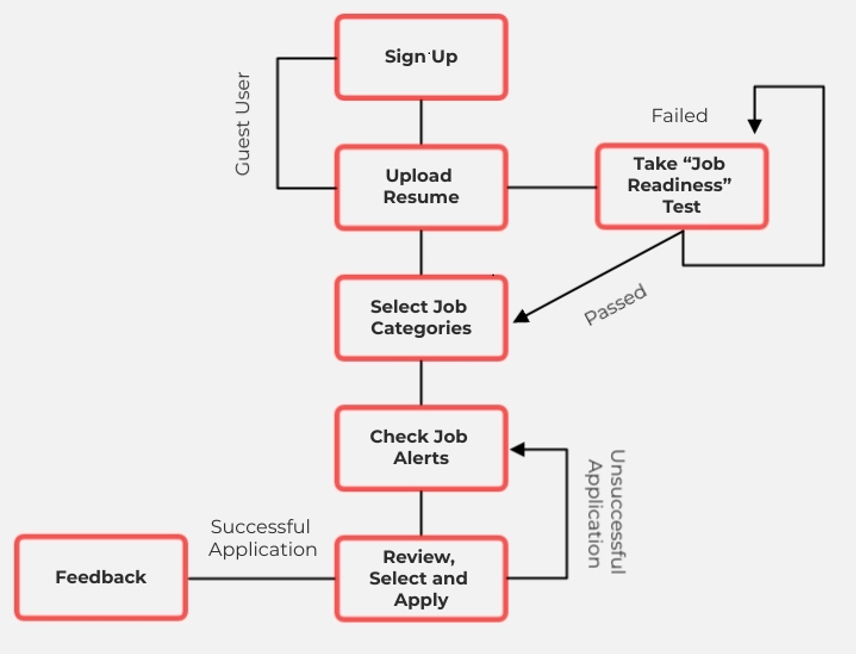 Sign Up
Guest User
Failed
Upload
Resume
Take “Job
Readiness”
Test
Select Job
Categories
Passed
Check Job
Alerts
Unsuccessful
Application
Successful
Application
Feedback
Review,
Select and
Apply